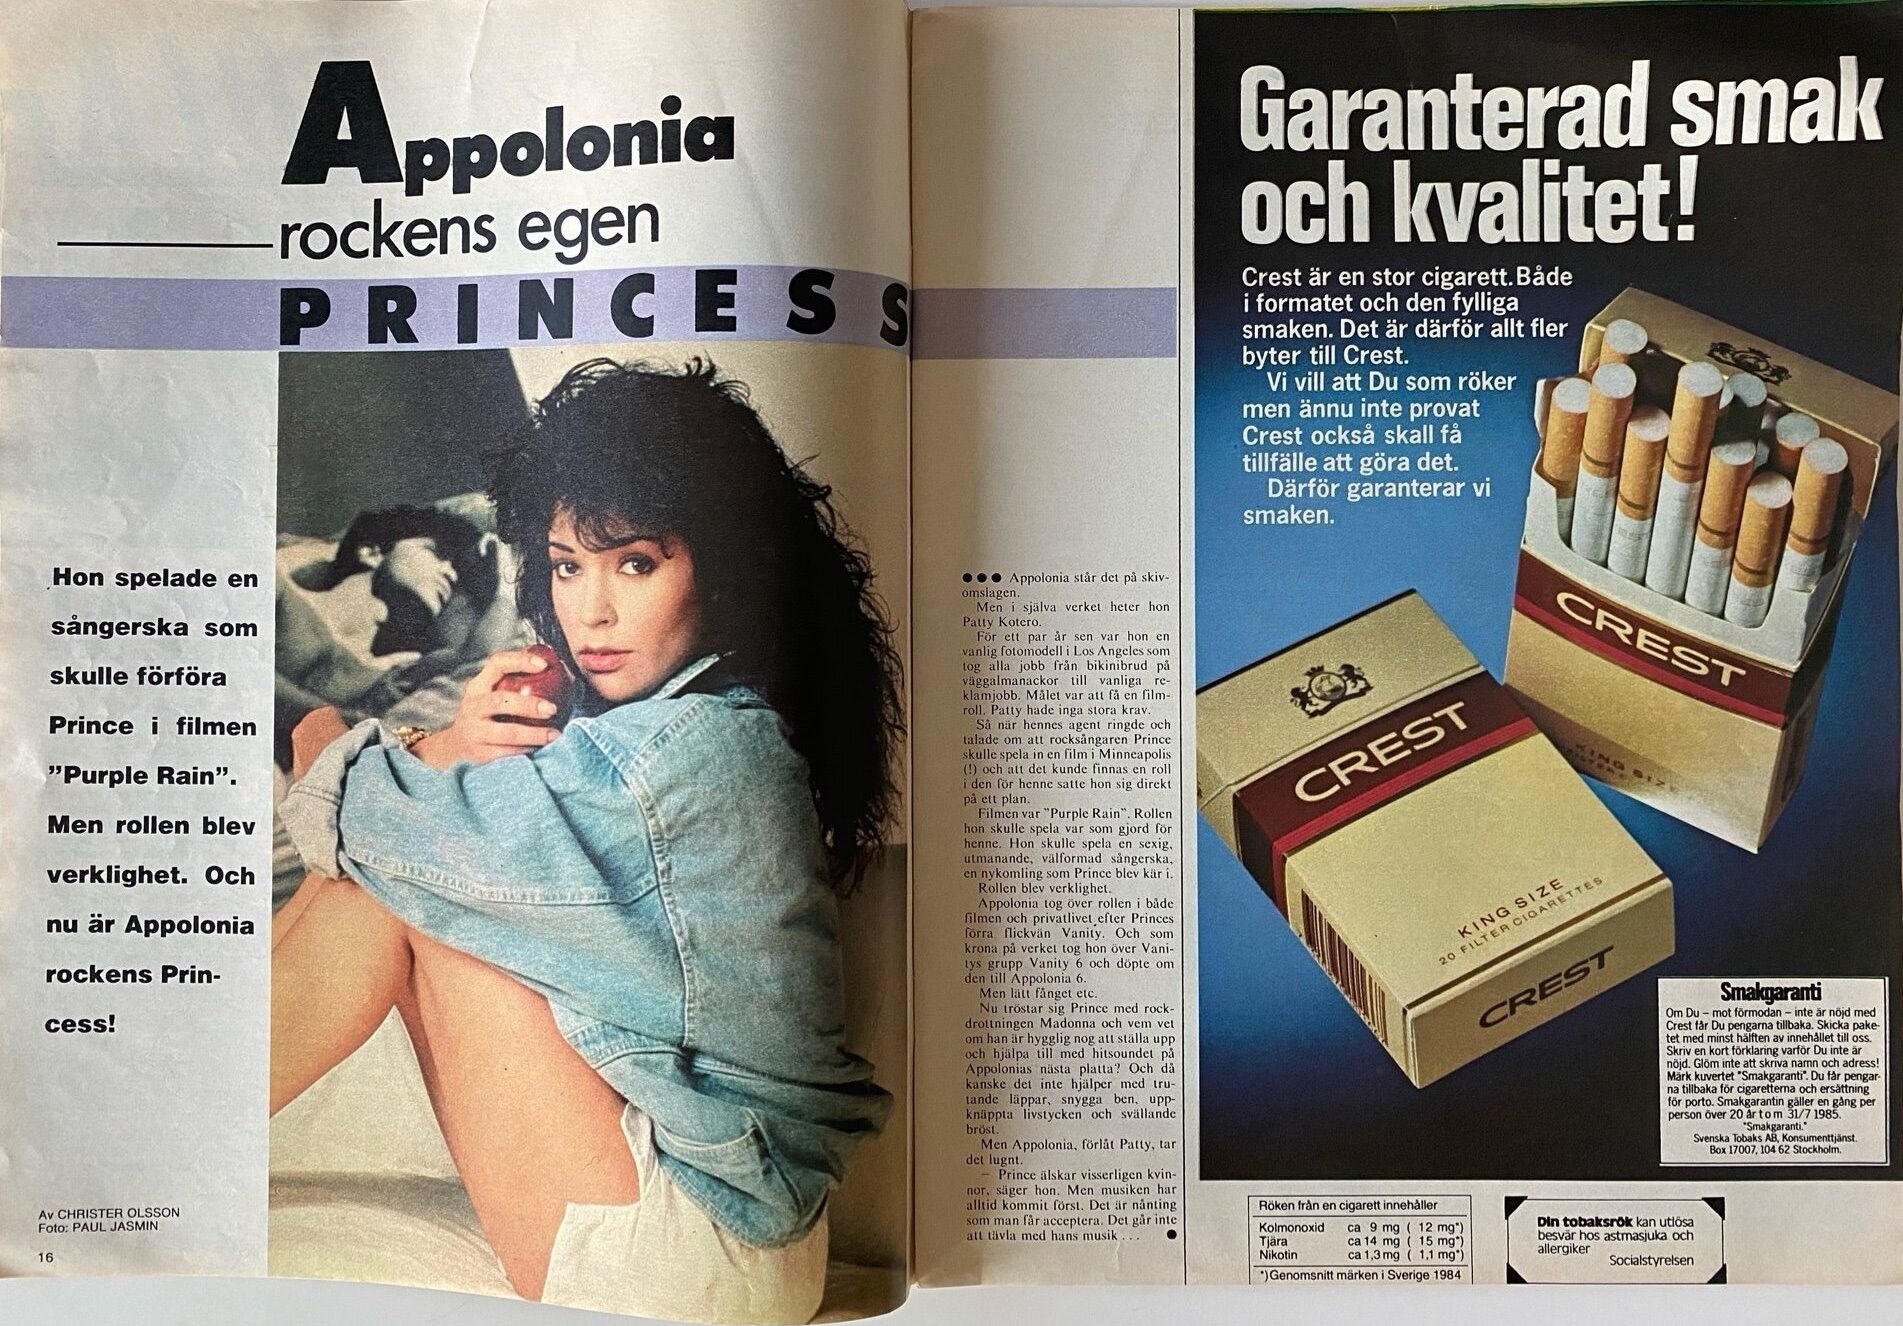 Appolonia
rockens egen
PRINCESS
Hon spelade en
sångerska som
skulle förföra
Prince i filmen
”Purple Rain”.
Men rollen blev
verklighet. Och
nu är Appolonia
rockens Prin-
cess!
Av CHRISTER OLSSON
Foto: PAUL JASMIN
16
●●● Appolonia står det på skiv-
omslagen.
Men i själva verket heter hon
Patty Kotero.
För ett par år sen var hon en
vanlig fotomodell i Los Angeles som
tog alla jobb från bikinibrud på
väggalmanackor till vanliga re-
klamjobb. Målet var att få en film-
roll. Patty hade inga stora krav.
Så när hennes agent ringde och
talade om att rocksångaren Prince
skulle spela in en film i Minneapolis
(!) och att det kunde finnas en roll
i den för henne satte hon sig direkt
på ett plan.
Filmen var ”Purple Rain”. Rollen
hon skulle spela var som gjord för
henne. Hon skulle spela en sexig,
utmanande, välformad sångerska,
en nykomling som Prince blev kär i.
Rollen blev verklighet.
Appolonia tog över rollen i både
filmen och privatlivet efter Princes
förra flickvän Vanity. Och som
krona på verket tog hon över Vani-
tys grupp Vanity 6 och döpte om
den till Appolonia 6.
Men lätt fånget etc.
Nu tröstar sig Prince med rock-
drottningen Madonna och vem vet
om han är hygglig nog att ställa upp
och hjälpa till med hitsoundet på
Appolonias nästa platta? Och då
kanske det inte hjälper med tru-
tande läppar, snygga ben, upp-
knäppta livstycken och svällande
bröst.
Men Appolonia, förlåt Patty, tar
det lugnt.
— Prince älskar visserligen kvin-
nor, säger hon. Men musiken har
alltid kommit först. Det är nånting
som man får acceptera. Det går inte
att tävla med hans musik . . . ●
Garanterad smak
och kvalitet!
Crest är en stor cigarett. Både
i formatet och den fylliga
smaken. Det är därför allt fler
byter till Crest.
Vi vill att Du som röker
men ännu inte provat
Crest också skall få
tillfälle att göra det.
Därför garanterar vi
smaken.
CREST
KING SIZE
CREST
KING SIZE
20 FILTER CIGARETTES
CREST
Smakgaranti
Om Du – mot förmodan – inte är nöjd med
Crest får Du pengarna tillbaka. Skicka pake-
tet med minst hälften av innehållet till oss.
Skriv en kort förklaring varför Du inte är
nöjd. Glöm inte att skriva namn och adress!
Märk kuvertet "Smakgaranti". Du får pengar-
na tillbaka för cigaretterna och ersättning
för porto. Smakgarantin gäller en gång per
person över 20 år t o m 31/7 1985.
"Smakgaranti."
Svenska Tobaks AB, Konsumenttjänst.
Box 17007, 104 62 Stockholm.
Röken från en cigarett innehåller
Kolmonoxid ca 9 mg ( 12 mg*)
Tjära ca 14 mg ( 15 mg*)
Nikotin ca 1,3 mg ( 1,1 mg*)
*) Genomsnitt märken i Sverige 1984
Din tobaksrök kan utlösa
besvär hos astmasjuka och
allergiker
Socialstyrelsen